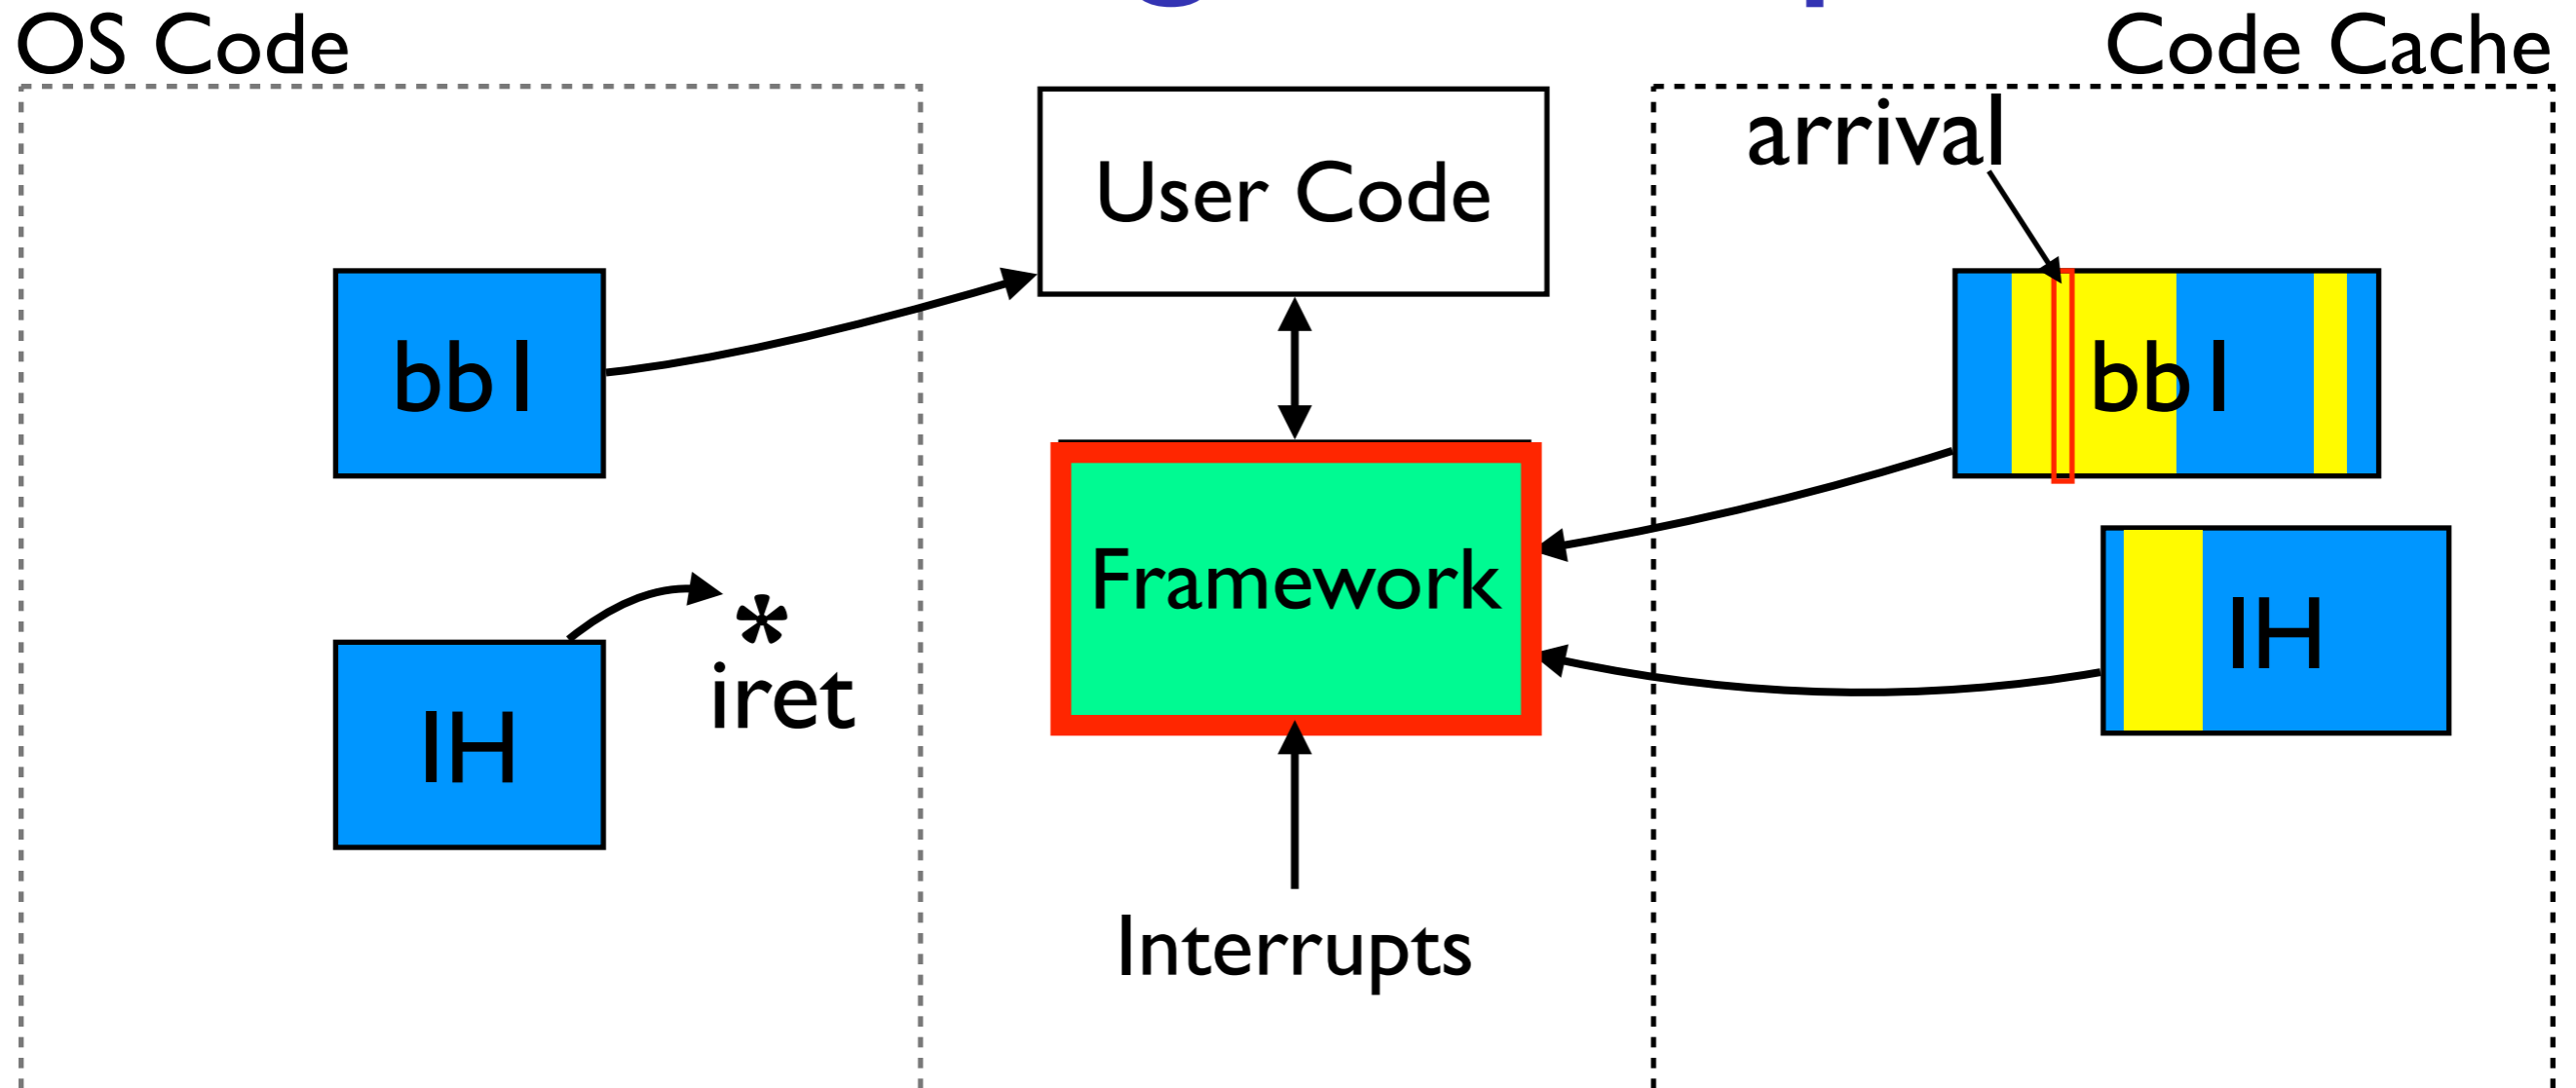 OS Code
Code Cache
arrival
User Code
bb1
bb1
Framework
IH
*
iret
IH
Interrupts